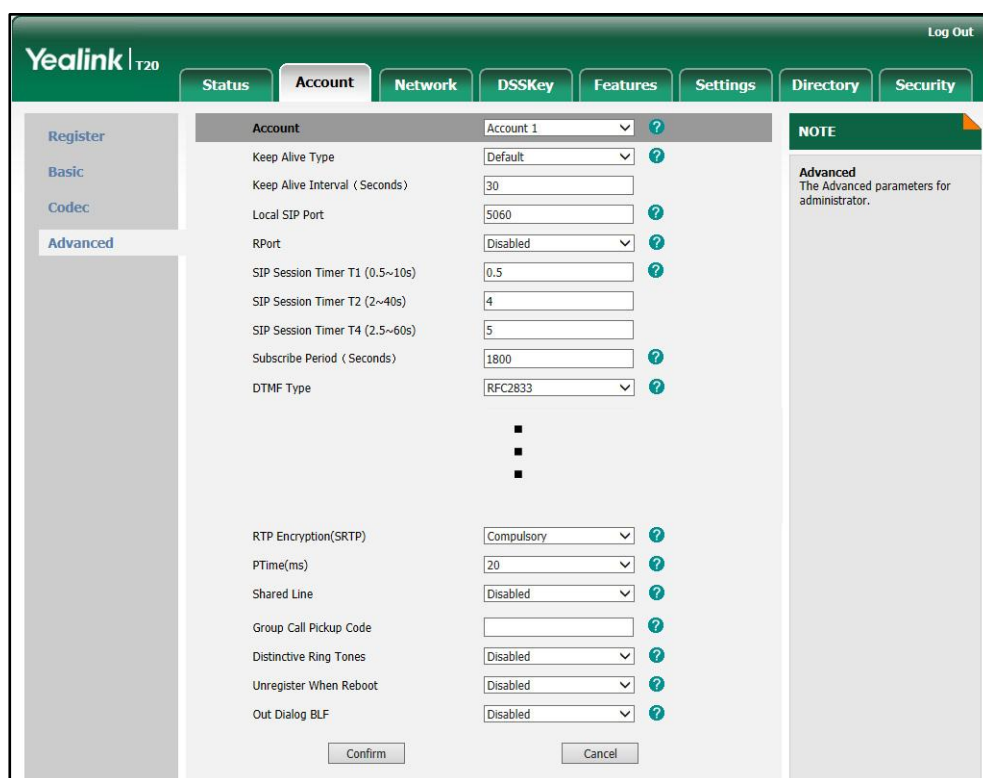 Log Out
Yealink T20
Status Account Network DSSKey Features Settings Directory Security
Register
Basic
Codec
Advanced
Account Account 1 ?
Keep Alive Type Default ?
Keep Alive Interval (Seconds) 30
Local SIP Port 5060 ?
RPort Disabled ?
SIP Session Timer T1 (0.5~10s) 0.5 ?
SIP Session Timer T2 (2~40s) 4
SIP Session Timer T4 (2.5~60s) 5
Subscribe Period (Seconds) 1800 ?
DTMF Type RFC2833 ?
RTP Encryption(SRTP) Compulsory ?
PTime(ms) 20 ?
Shared Line Disabled ?
Group Call Pickup Code ?
Distinctive Ring Tones Disabled ?
Unregister When Reboot Disabled ?
Out Dialog BLF Disabled ?
Confirm Cancel
NOTE
Advanced
The Advanced parameters for
administrator.